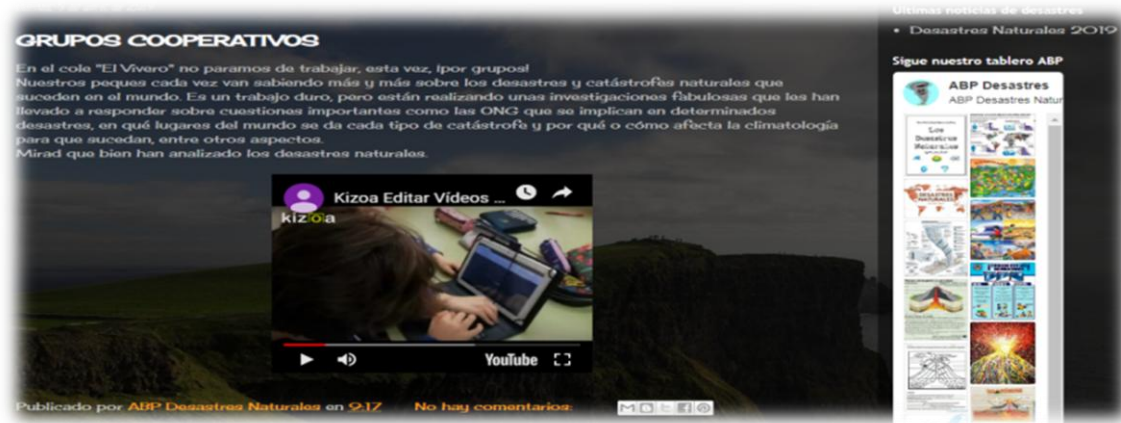 Últimas noticias de desastres
• Desastres Naturales 2019
GRUPOS COOPERATIVOS
En el cole "El Vivero" no paramos de trabajar, esta vez, ¡por grupos!
Nuestros peques cada vez van sabiendo más y más sobre los desastres y catástrofes naturales que
suceden en el mundo. Es un trabajo duro, pero están realizando unas investigaciones fabulosas que les han
llevado a responder sobre cuestiones importantes como las ONG que se implican en determinados
desastres, en qué lugares del mundo se da cada tipo de catástrofe y por qué o cómo afecta la climatología
para que sucedan, entre otros aspectos.
Mirad que bien han analizado los desastres naturales.
Kizoa Editar Vídeos ...
kizoa
YouTube
Publicado por ABP Desastres Naturales en 9:17 No hay comentarios:
Sigue nuestro tablero ABP
ABP Desastres
ABP Desastres Natur
Los
Desastres
Naturales
DESASTRES
NATURALES